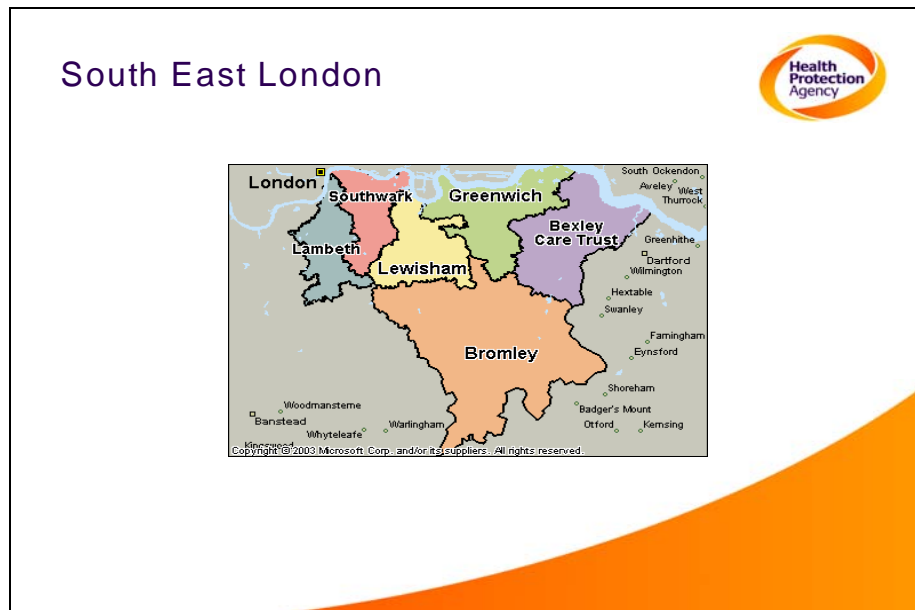 South East London
Health
Protection
Agency
London
Southwark
Greenwich
South Ockendon
Aveley
West
Thurrock
Lambeth
Lewisham
Bexley
Care Trust
Greenhithe
Dartford
Wilmington
Hextable
Swanley
Bromley
Farningham
Eynsford
Shoreham
Badger's Mount
Otford
Kemsing
Woodmansterne
Banstead
Whyteleafe
Warlingham
Kingswood
Copyright © 2003 Microsoft Corp. and/or its suppliers. All rights reserved.